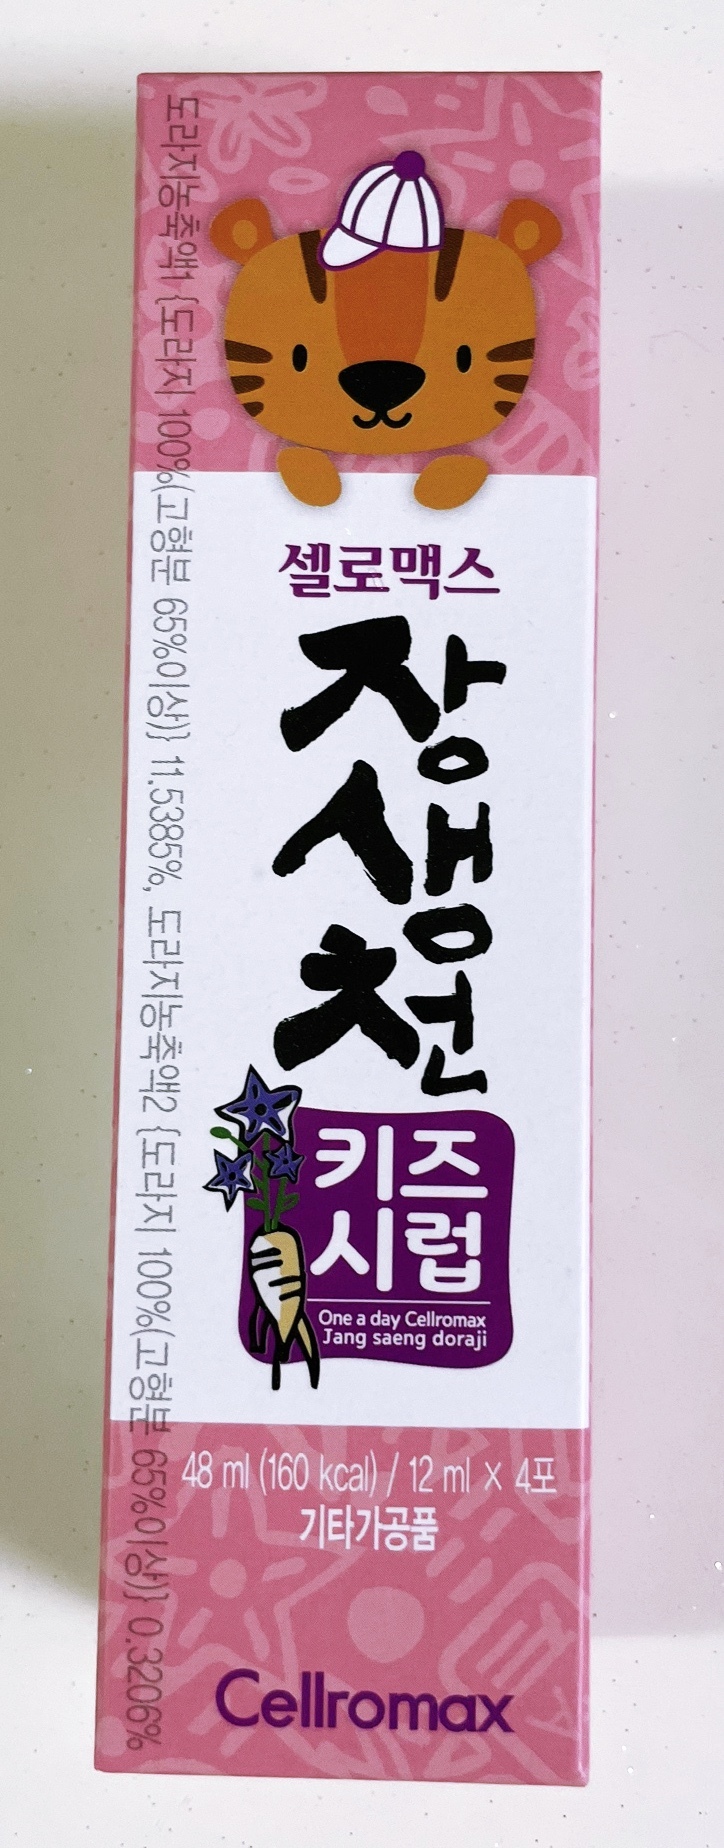 셀로맥스
장생천
키즈
시럽
One a day Cellromax
Jang saeng doraji
48 ml (160 kcal) / 12 ml × 4포
기타가공품
Cellromax
도라지농축액1 {도라지 100%(고형분 65%이상)} 11.5385%, 도라지농축액2 {도라지 100%(고형분 65%이상)} 0.3206%